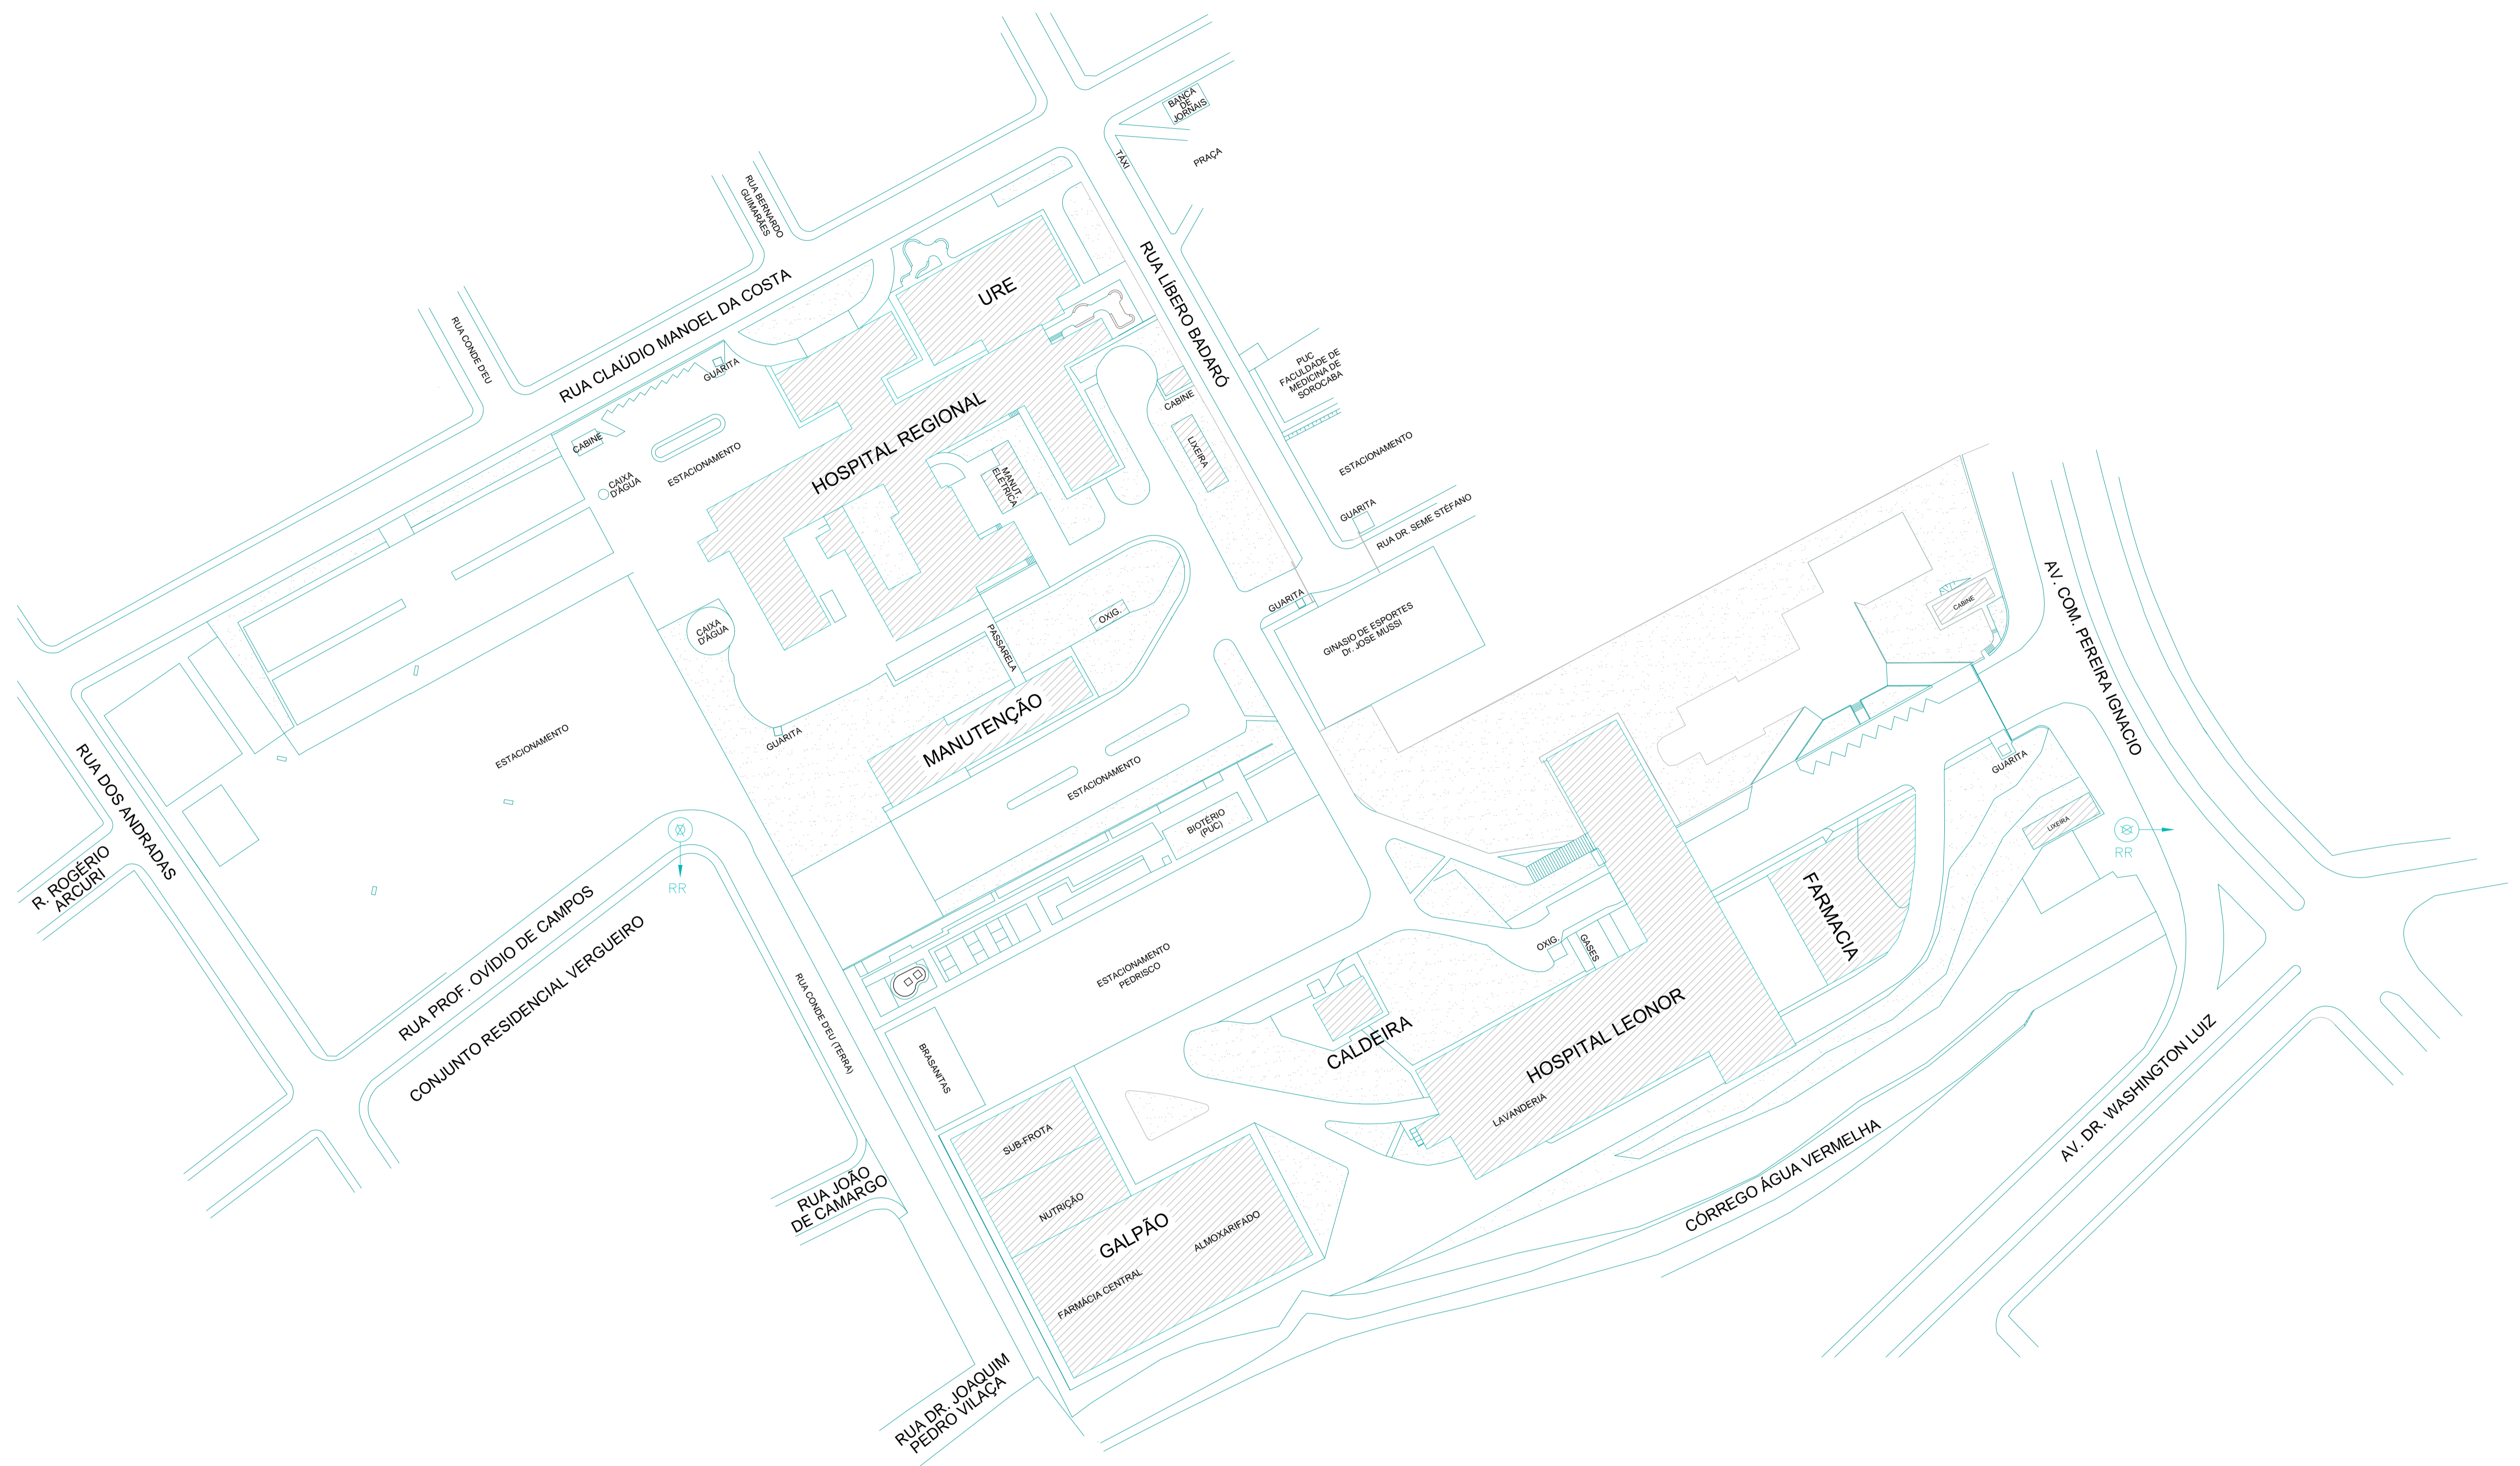 BANCA
DE
JORNAIS
TÁXI
PRAÇA
RUA BERNARDO
GUIMARÃES
RUA CONDE D'EU
RUA CLAÚDIO MANOEL DA COSTA
RUA LÍBERO BADARÓ
URE
GUARITA
CABINE
CAIXA
D'ÁGUA
ESTACIONAMENTO
HOSPITAL REGIONAL
MANUT.
ELÉTRICA
CABINE
LIXEIRA
PUC
FACULDADE DE
MEDICINA DE
SOROCABA
ESTACIONAMENTO
GUARITA
RUA DR. SEME STÉFANO
GUARITA
GINASIO DE ESPORTES
Dr. JOSE MUSSI
CAIXA
D'ÁGUA
PASSARELA
OXIG.
MANUTENÇÃO
GUARITA
ESTACIONAMENTO
ESTACIONAMENTO
BIOTÉRIO
(PUC)
CABINE
AV. COM. PEREIRA IGNACIO
GUARITA
LIXEIRA
RR
RUA DOS ANDRADAS
R. ROGÉRIO
ARCURI
RR
RUA PROF. OVÍDIO DE CAMPOS
CONJUNTO RESIDENCIAL VERGUEIRO
RUA CONDE D'EU (TERRA)
ESTACIONAMENTO
PEDRISCO
OXIG.
GASES
FARMACIA
BRASANITAS
CALDEIRA
HOSPITAL LEONOR
LAVANDERIA
SUB-FROTA
NUTRIÇÃO
GALPÃO
ALMOXARIFADO
FARMÁCIA CENTRAL
RUA JOÃO
DE CAMARGO
CÓRREGO ÁGUA VERMELHA
AV. DR. WASHINGTON LUIZ
RUA DR. JOAQUIM
PEDRO VILAÇA